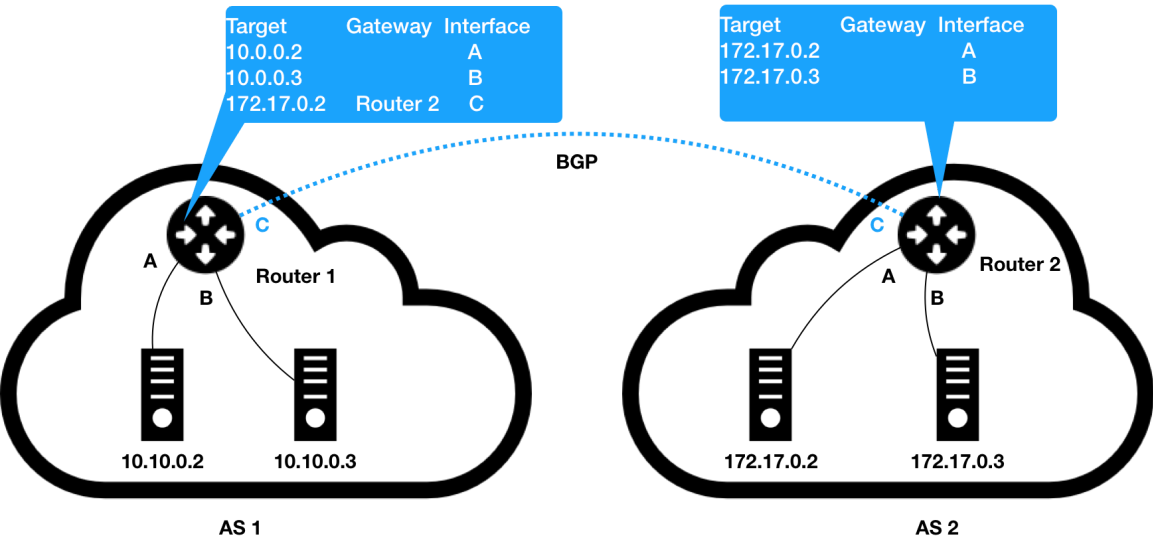 Target Gateway Interface
10.0.0.2 A
10.0.0.3 B
172.17.0.2 Router 2 C
Target Gateway Interface
172.17.0.2 A
172.17.0.3 B
BGP
C
A
Router 1
B
C
A
Router 2
B
10.10.0.2
10.10.0.3
172.17.0.2
172.17.0.3
AS 1
AS 2